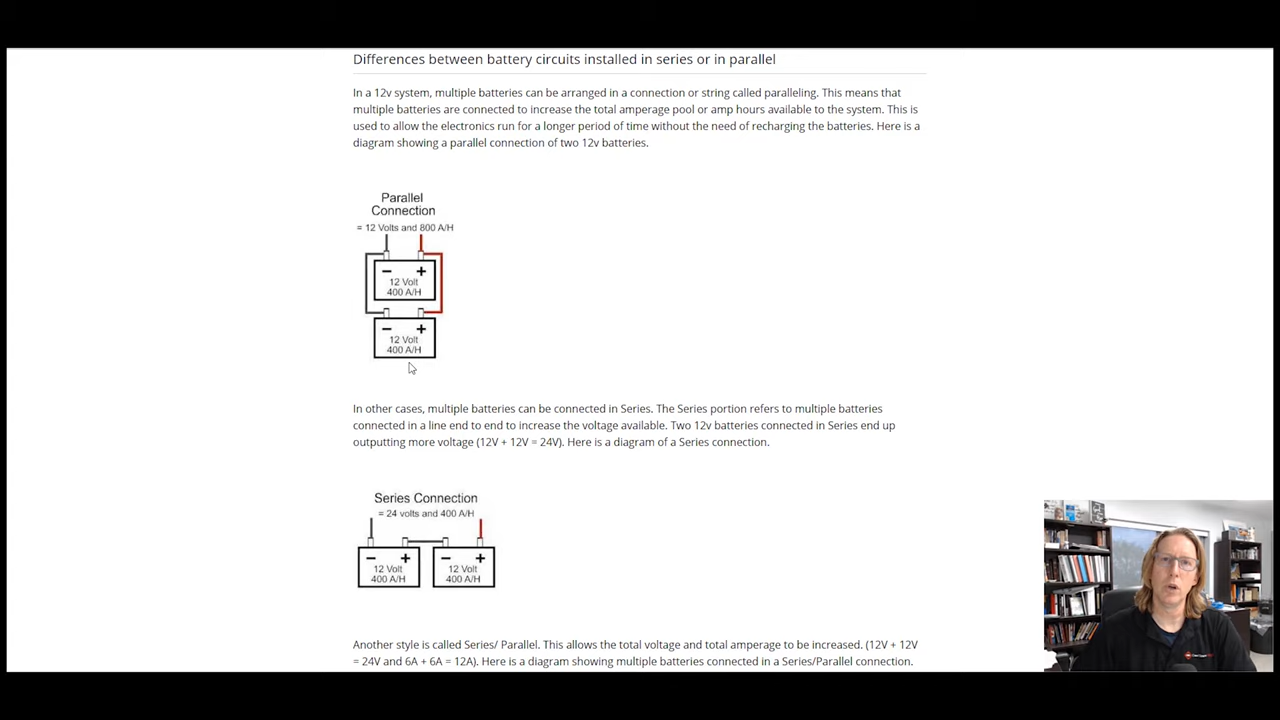 Differences between battery circuits installed in series or in parallel
In a 12v system, multiple batteries can be arranged in a connection or string called paralleling. This means that
multiple batteries are connected to increase the total amperage pool or amp hours available to the system. This is
used to allow the electronics run for a longer period of time without the need of recharging the batteries. Here is a
diagram showing a parallel connection of two 12v batteries.
Parallel
Connection
= 12 Volts and 800 A/H
− +
12 Volt
400 A/H
− +
12 Volt
400 A/H
In other cases, multiple batteries can be connected in Series. The Series portion refers to multiple batteries
connected in a line end to end to increase the voltage available. Two 12v batteries connected in Series end up
outputting more voltage (12V + 12V = 24V). Here is a diagram of a Series connection.
Series Connection
= 24 volts and 400 A/H
− + − +
12 Volt 12 Volt
400 A/H 400 A/H
Another style is called Series/ Parallel. This allows the total voltage and total amperage to be increased. (12V + 12V
= 24V and 6A + 6A = 12A). Here is a diagram showing multiple batteries connected in a Series/Parallel connection.